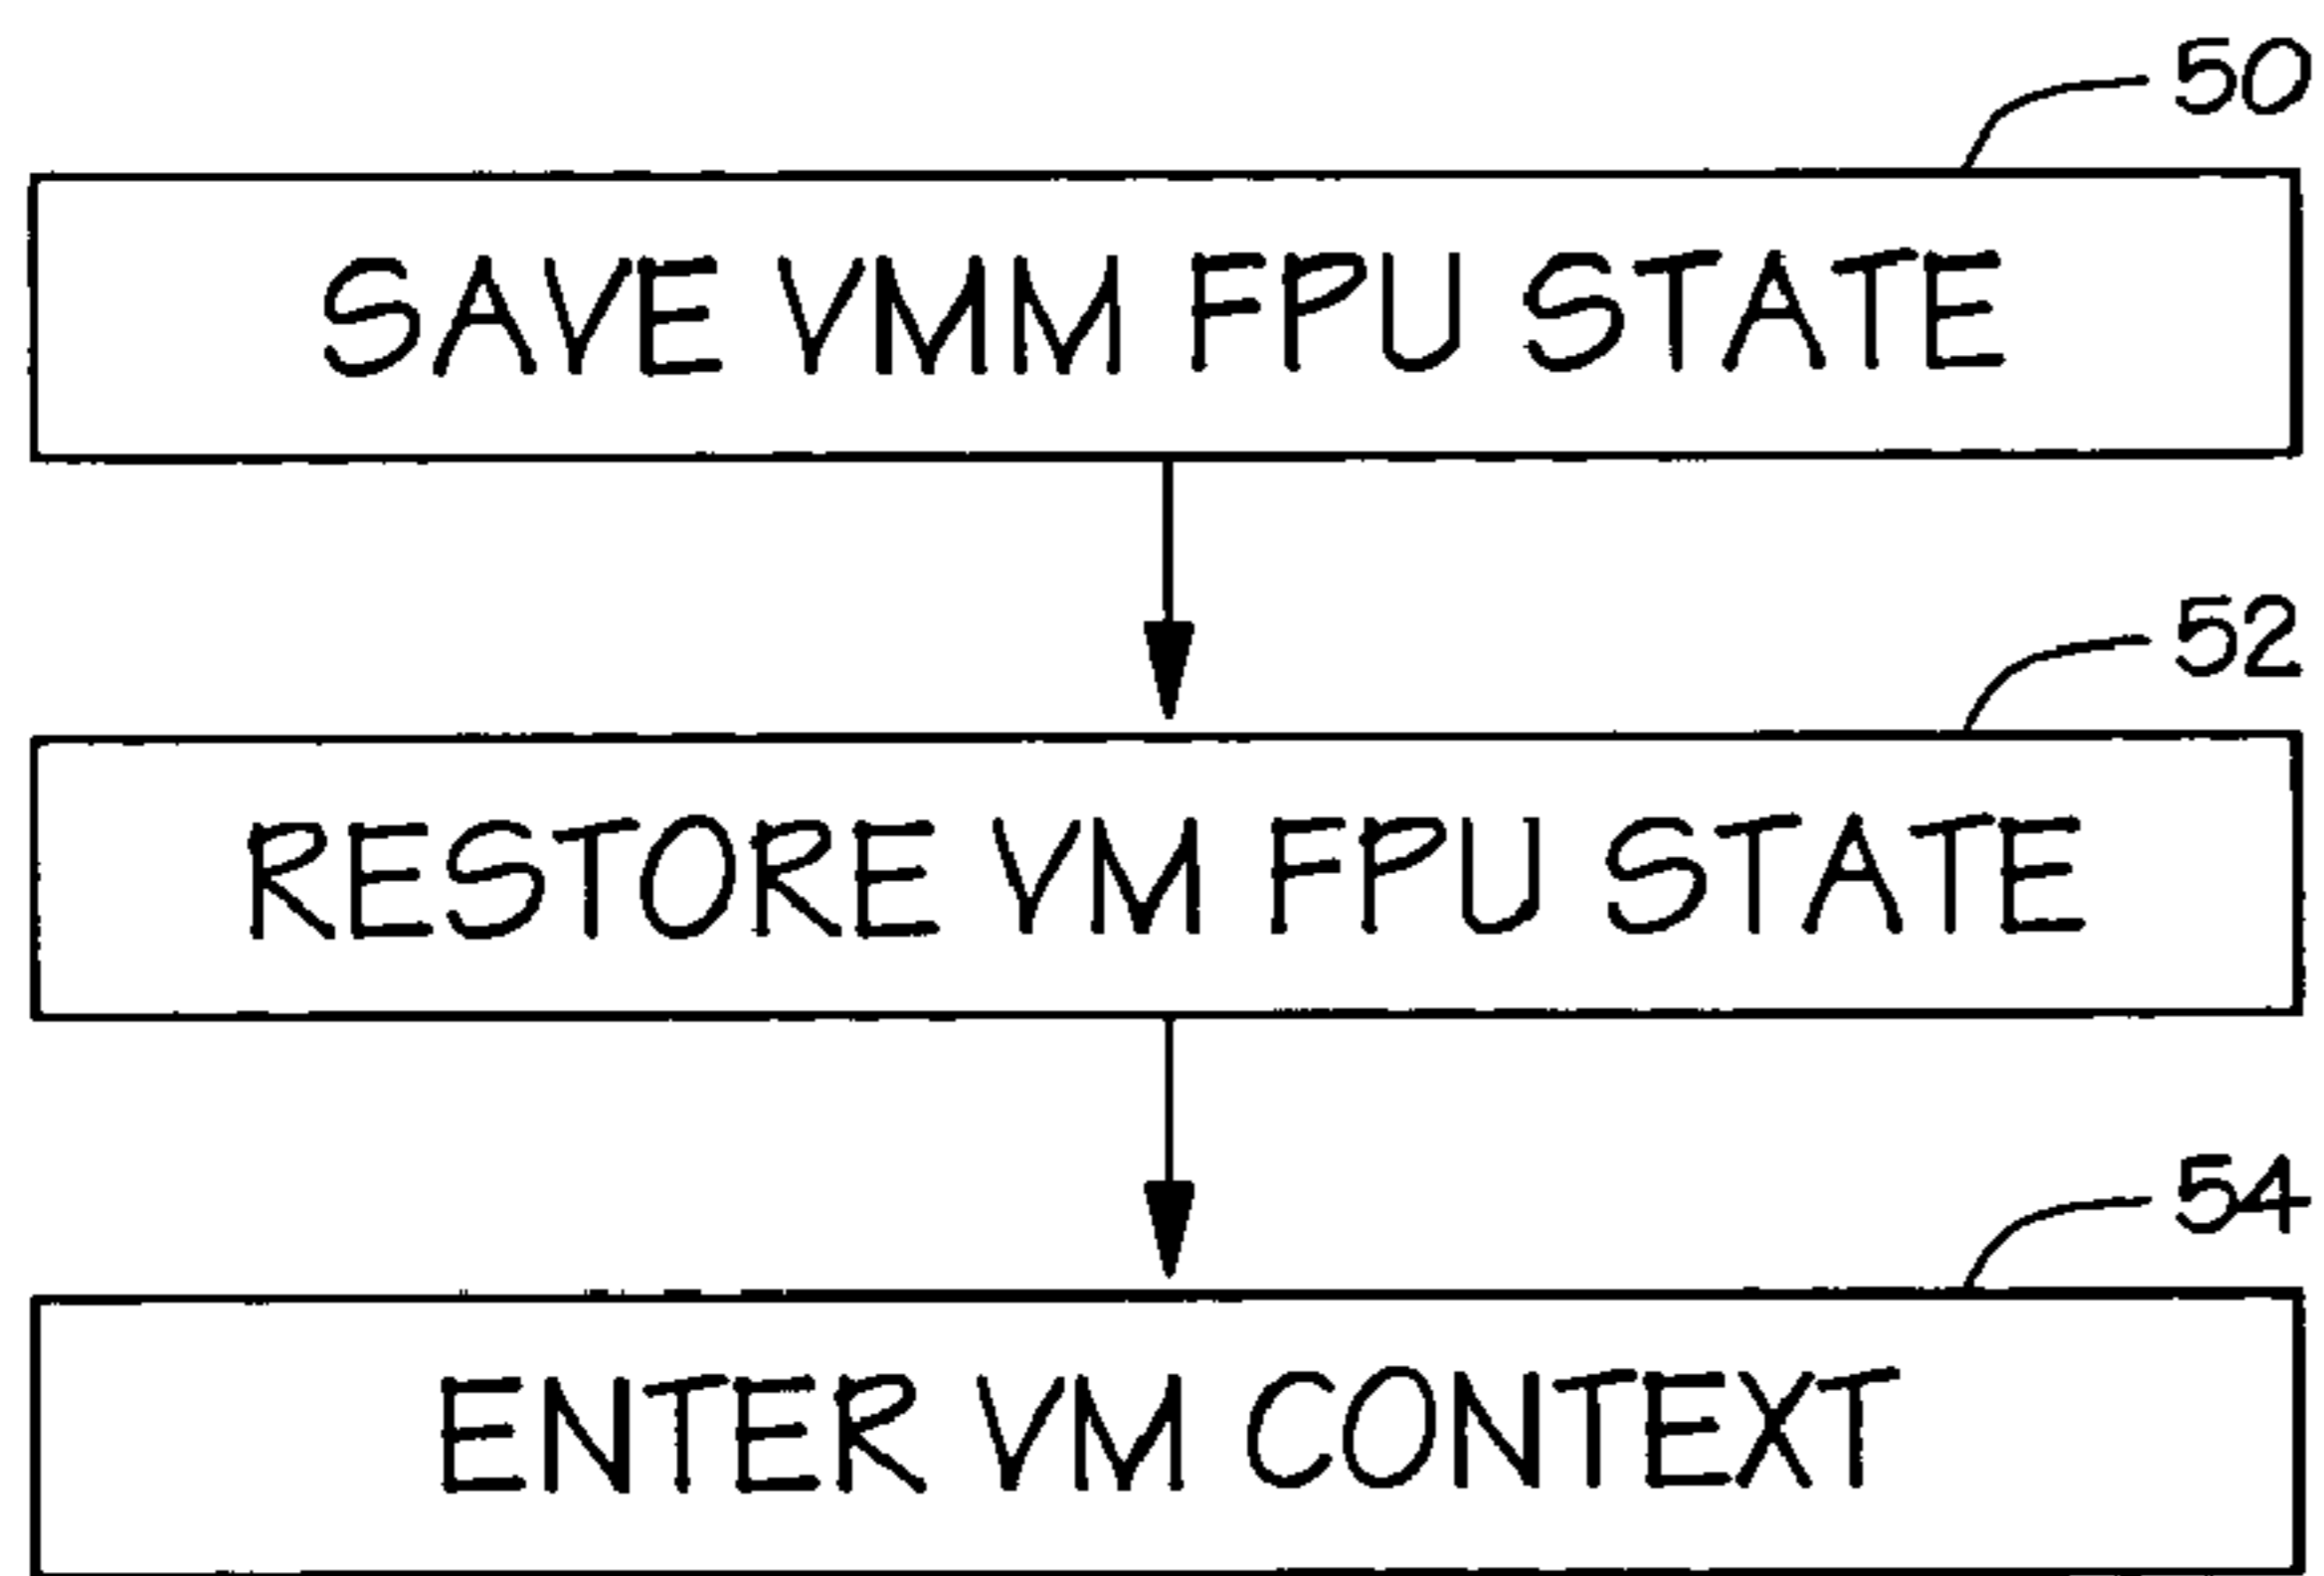 50
SAVE VMM FPU STATE
52
RESTORE VM FPU STATE
54
ENTER VM CONTEXT